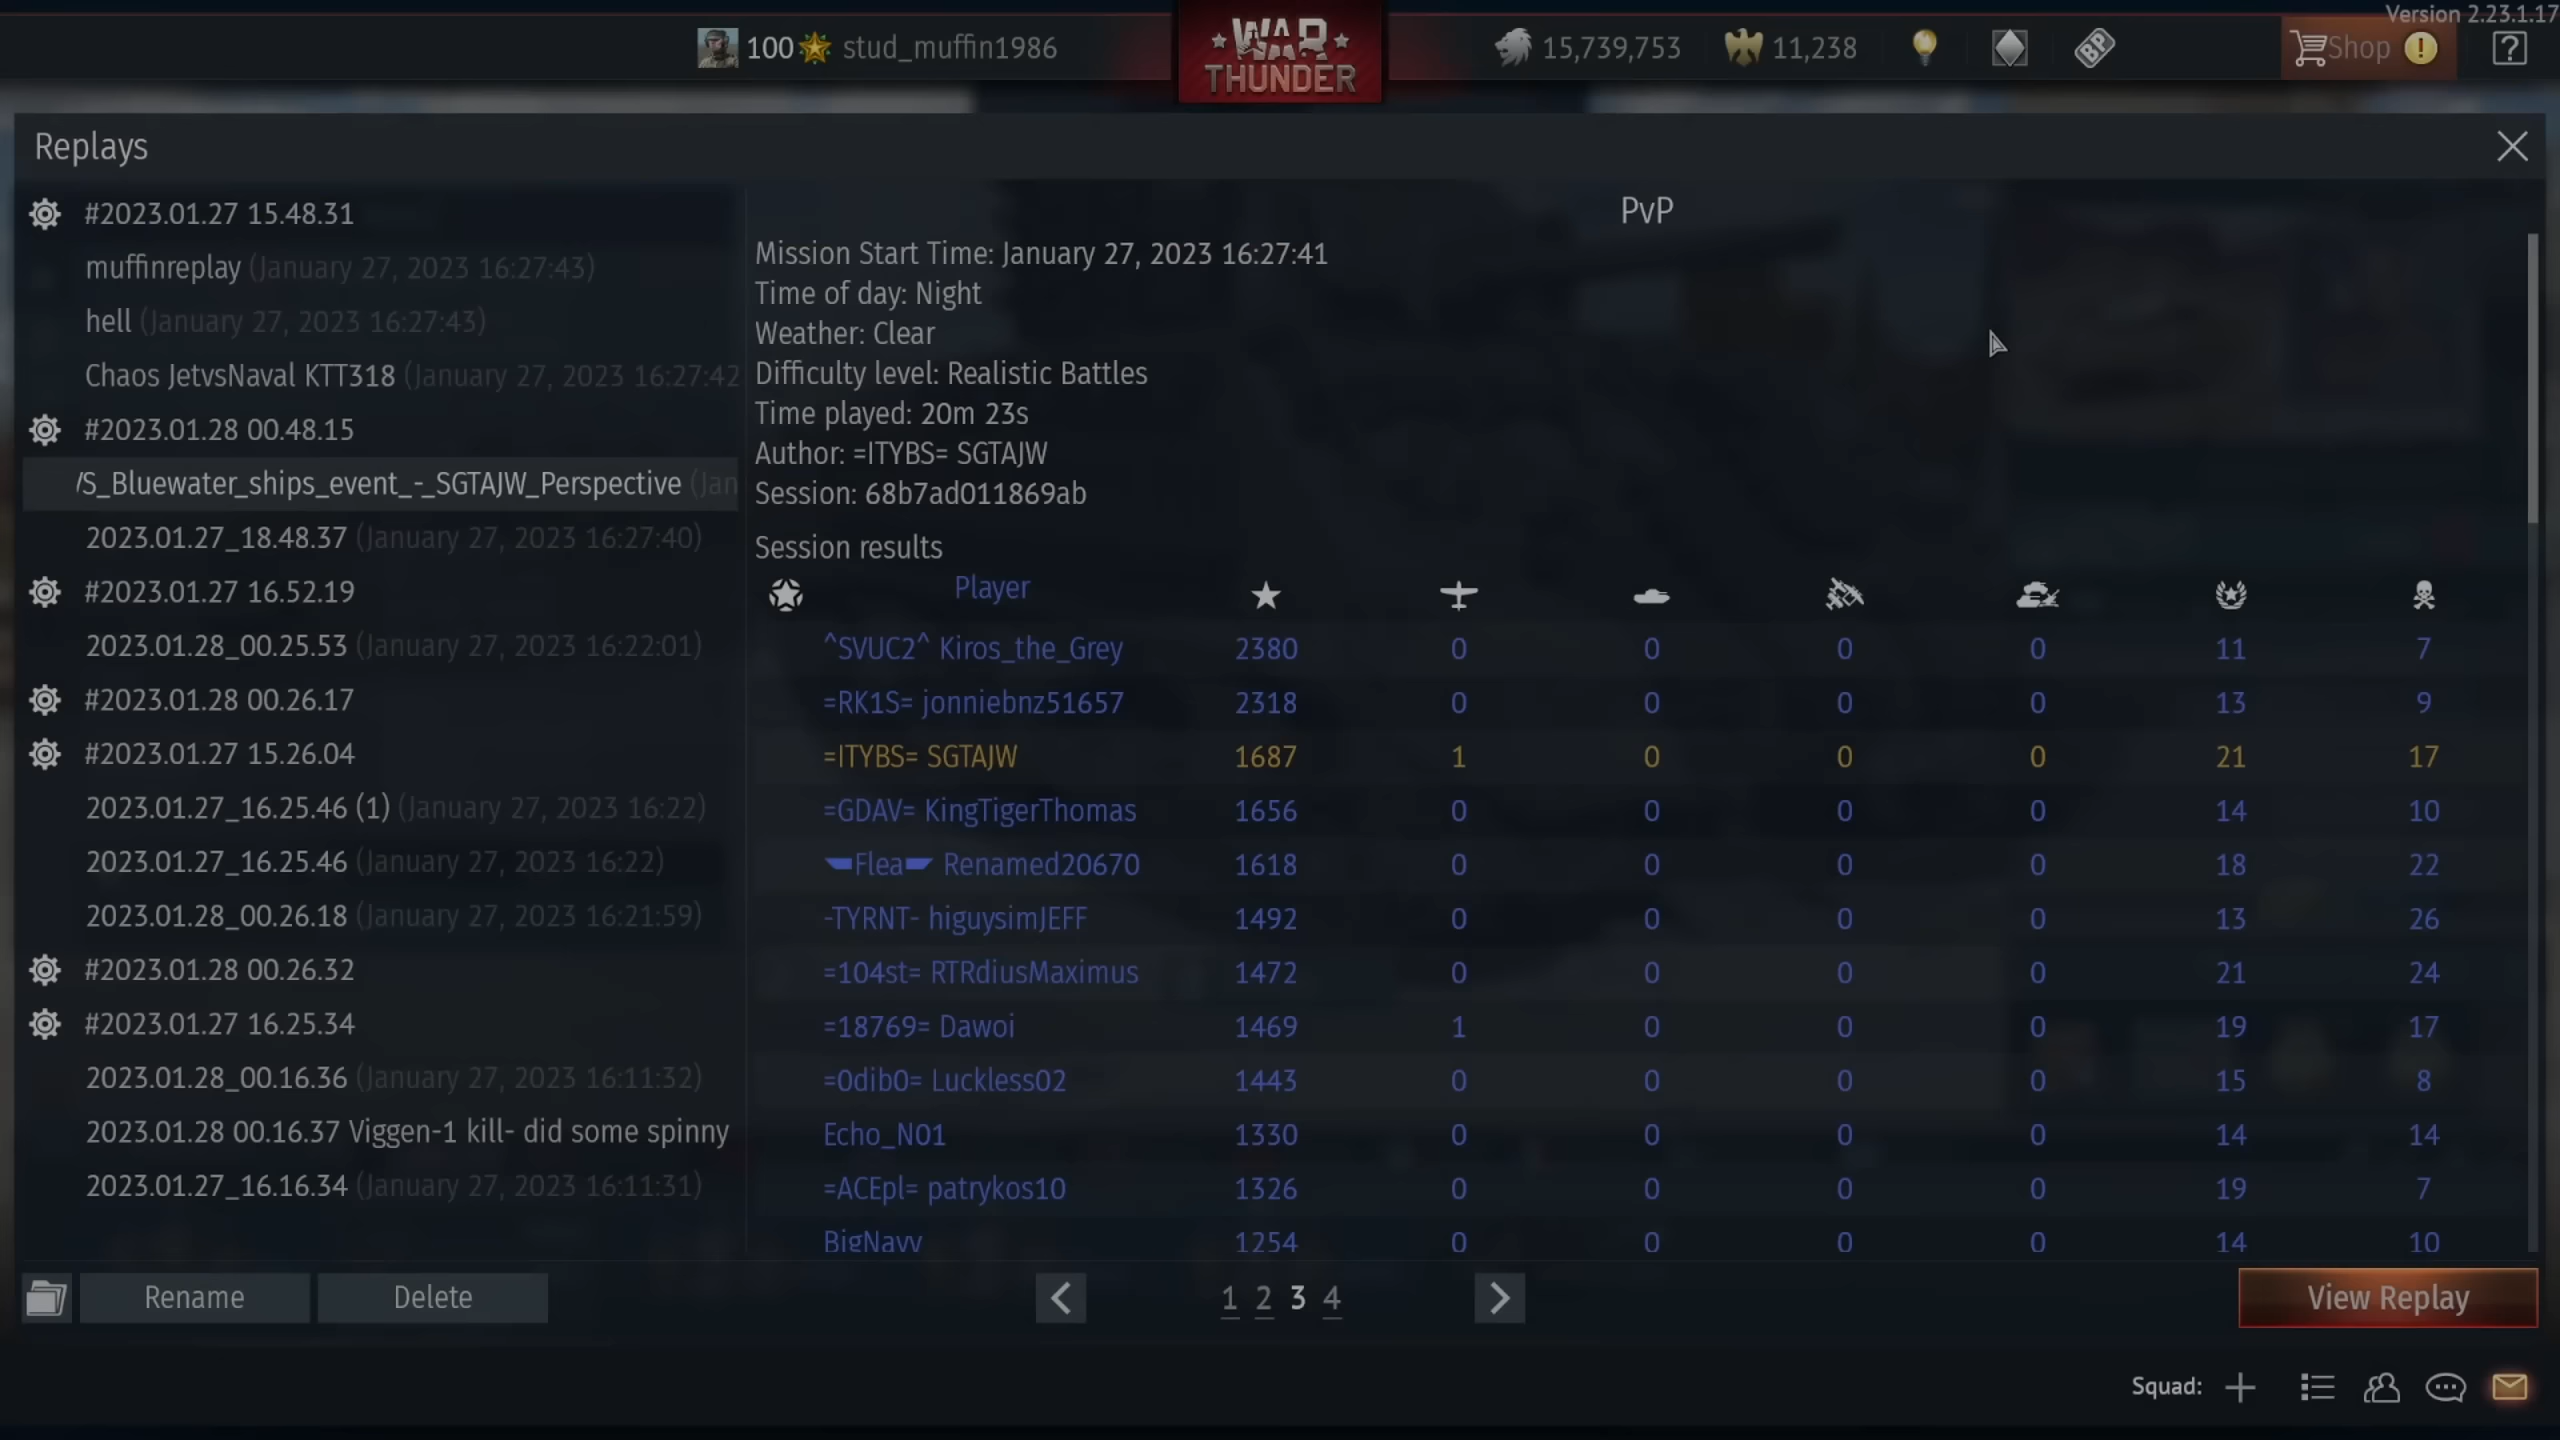 Version 2.23.1.17
100 stud_muffin1986
WAR THUNDER
15,739,753
11,238
BP
Shop
Replays
#2023.01.27 15.48.31
muffinreplay (January 27, 2023 16:27:43)
hell (January 27, 2023 16:27:43)
Chaos JetvsNaval KTT318 (January 27, 2023 16:27:42
#2023.01.28 00.48.15
/S_Bluewater_ships_event_-_SGTAJW_Perspective (Jan
2023.01.27_18.48.37 (January 27, 2023 16:27:40)
#2023.01.27 16.52.19
2023.01.28_00.25.53 (January 27, 2023 16:22:01)
#2023.01.28 00.26.17
#2023.01.27 15.26.04
2023.01.27_16.25.46 (1) (January 27, 2023 16:22)
2023.01.27_16.25.46 (January 27, 2023 16:22)
2023.01.28_00.26.18 (January 27, 2023 16:21:59)
#2023.01.28 00.26.32
#2023.01.27 16.25.34
2023.01.28_00.16.36 (January 27, 2023 16:11:32)
2023.01.28 00.16.37 Viggen-1 kill- did some spinny
2023.01.27_16.16.34 (January 27, 2023 16:11:31)
PvP
Mission Start Time: January 27, 2023 16:27:41
Time of day: Night
Weather: Clear
Difficulty level: Realistic Battles
Time played: 20m 23s
Author: =ITYBS= SGTAJW
Session: 68b7ad011869ab
Session results
Player
^SVUC2^ Kiros_the_Grey 2380 0 0 0 0 11 7
=RK1S= jonniebnz51657 2318 0 0 0 0 13 9
=ITYBS= SGTAJW 1687 1 0 0 0 21 17
=GDAV= KingTigerThomas 1656 0 0 0 0 14 10
Flea Renamed20670 1618 0 0 0 0 18 22
-TYRNT- higuysimJEFF 1492 0 0 0 0 13 26
=104st= RTRdiusMaximus 1472 0 0 0 0 21 24
=18769= Dawoi 1469 1 0 0 0 19 17
=0dib0= Luckless02 1443 0 0 0 0 15 8
Echo_N01 1330 0 0 0 0 14 14
=ACEpl= patrykos10 1326 0 0 0 0 19 7
BigNavy 1254 0 0 0 0 14 10
Rename
Delete
1 2 3 4
View Replay
Squad: